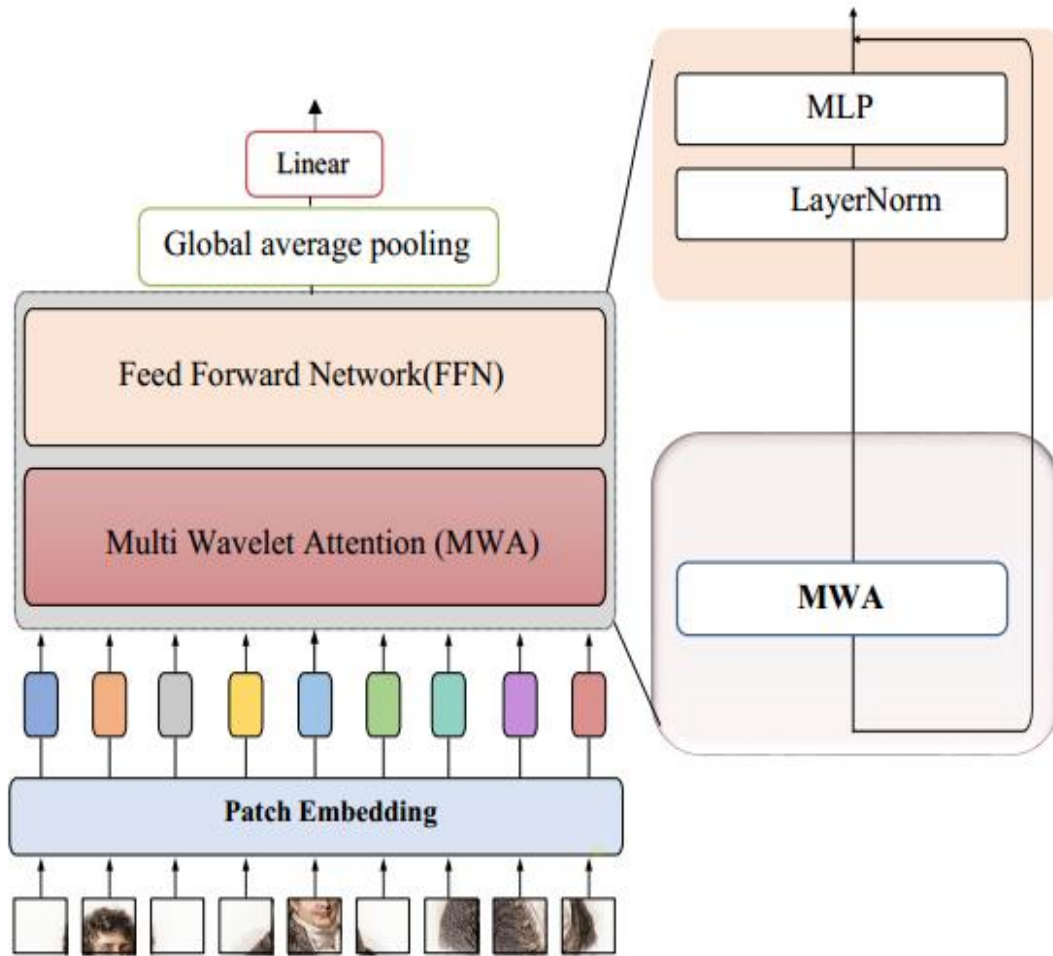 Linear
Global average pooling
Feed Forward Network(FFN)
Multi Wavelet Attention (MWA)
Patch Embedding
MLP
LayerNorm
MWA